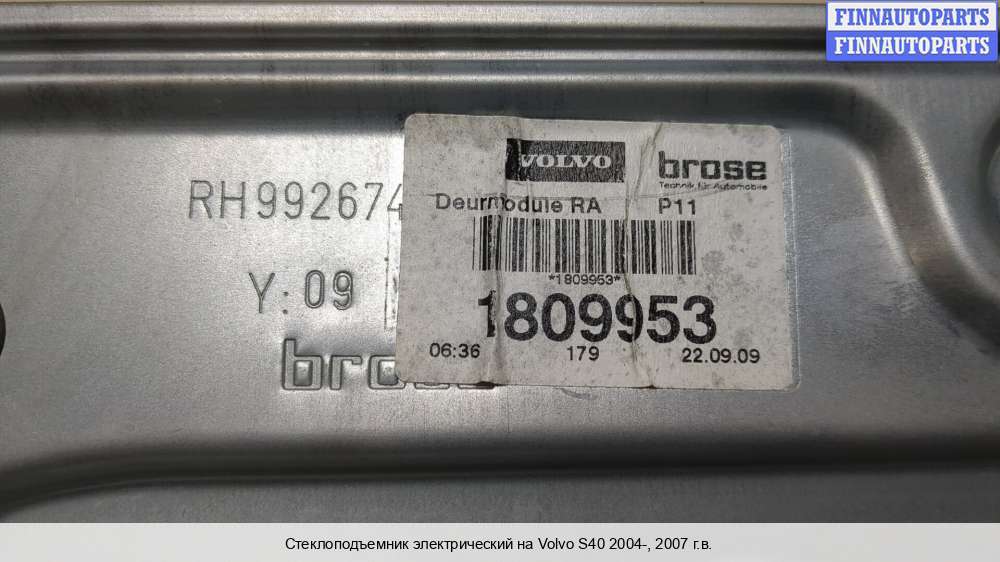 FINNAUTOPARTS
FINNAUTOPARTS
VOLVO
brose
Technik für Automobile
RH992674
Deurmodule RA P11
*1809953*
Y: 09
1809953
06:36 179 22.09.09
brose
Стеклоподъемник электрический на Volvo S40 2004-, 2007 г.в.